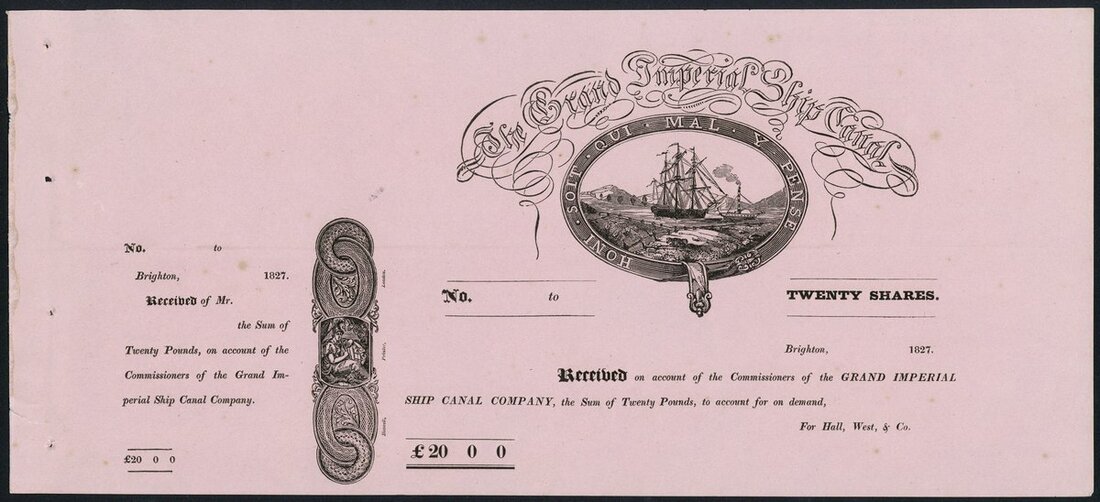 The Grand Imperial Ship Canal.
HONI · SOIT · QUI · MAL · Y · PENSE
No. to
Brighton, 1827.
Received of Mr.
the Sum of
Twenty Pounds, on account of the
Commissioners of the Grand Im-
perial Ship Canal Company.
£20 0 0
London.
Printer,
No. to
TWENTY SHARES.
Brighton, 1827.
Received on account of the Commissioners of the GRAND IMPERIAL
SHIP CANAL COMPANY, the Sum of Twenty Pounds, to account for on demand,
For Hall, West, & Co.
£20 0 0